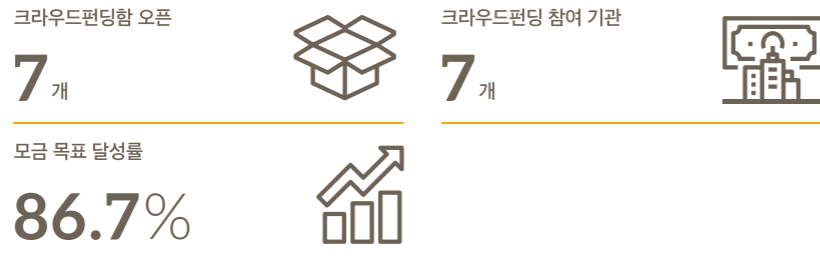 크라우드펀딩함 오픈
7개
크라우드펀딩 참여 기관
7개
모금 목표 달성률
86.7%